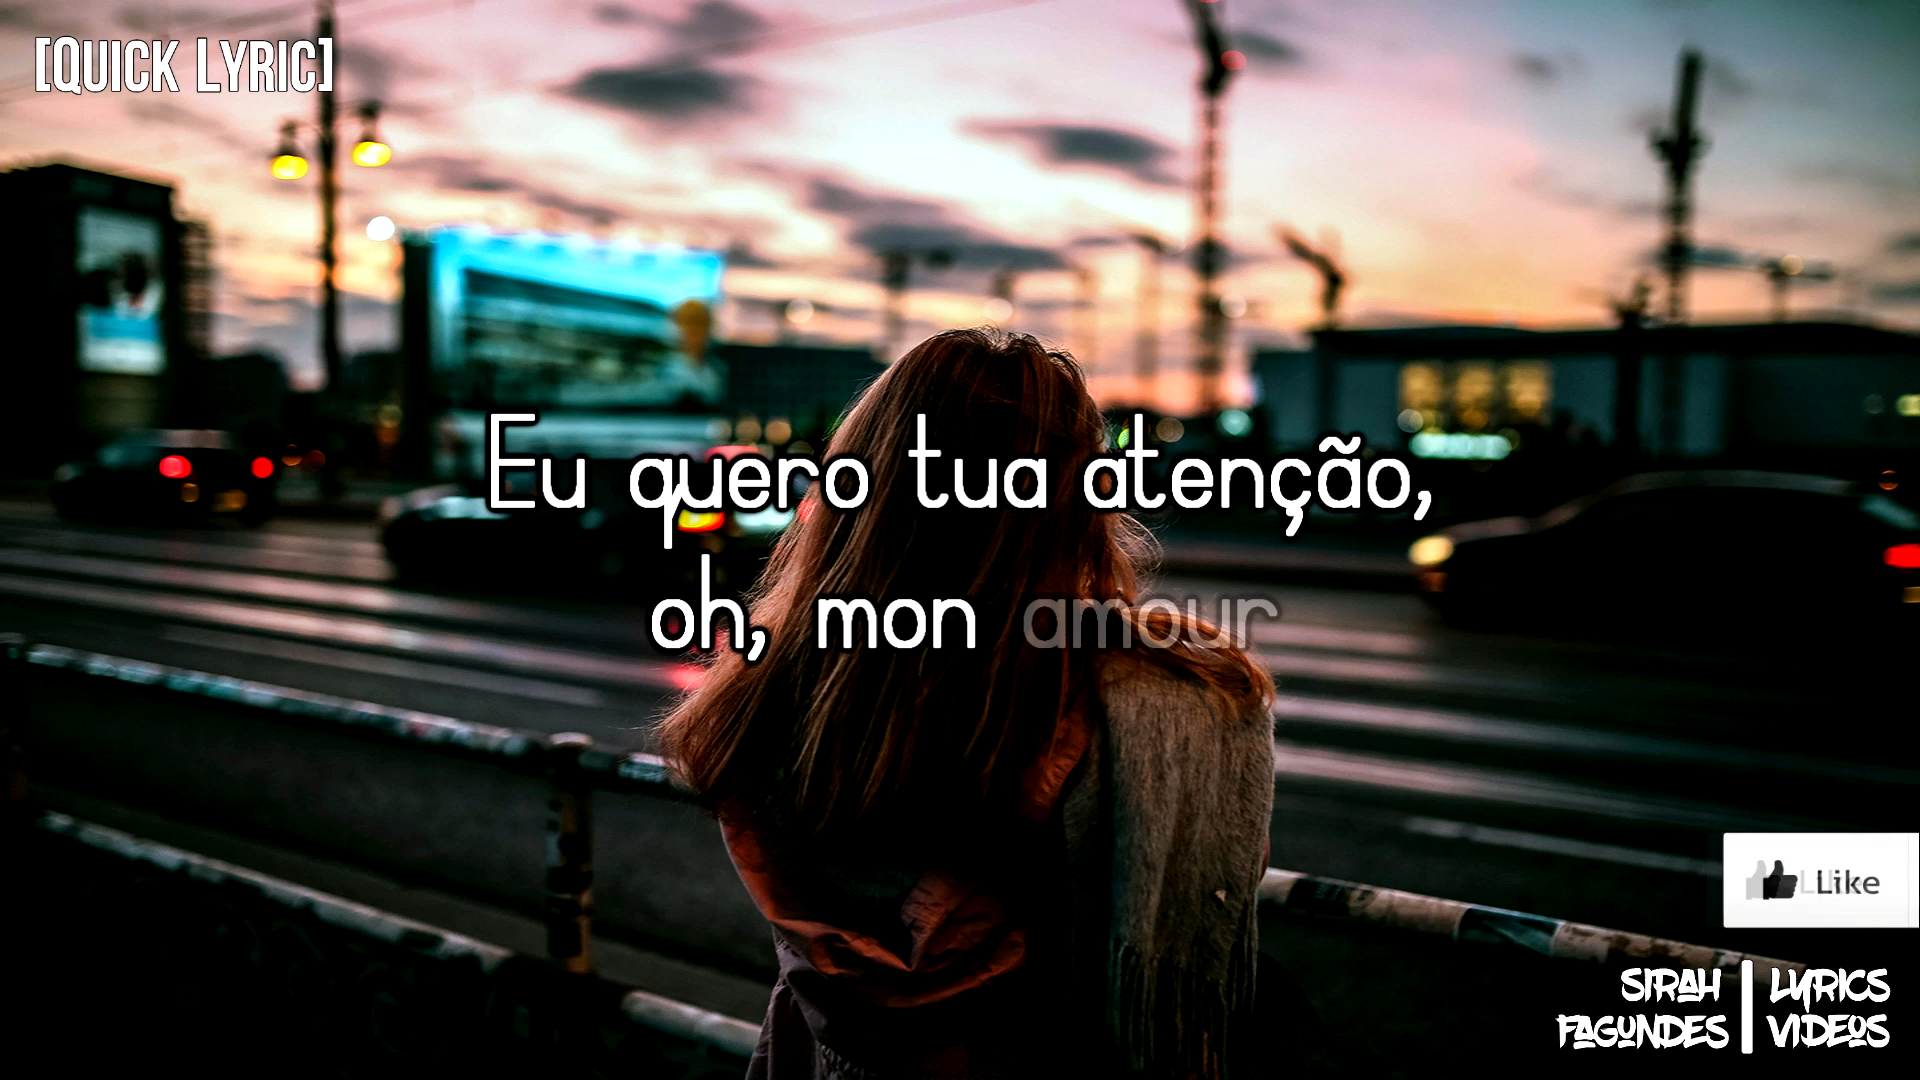 [QUICK LYRIC]
Eu quero tua atenção,
oh, mon amour
Like
SIRAH FAGUNDES
LYRICS VIDEOS